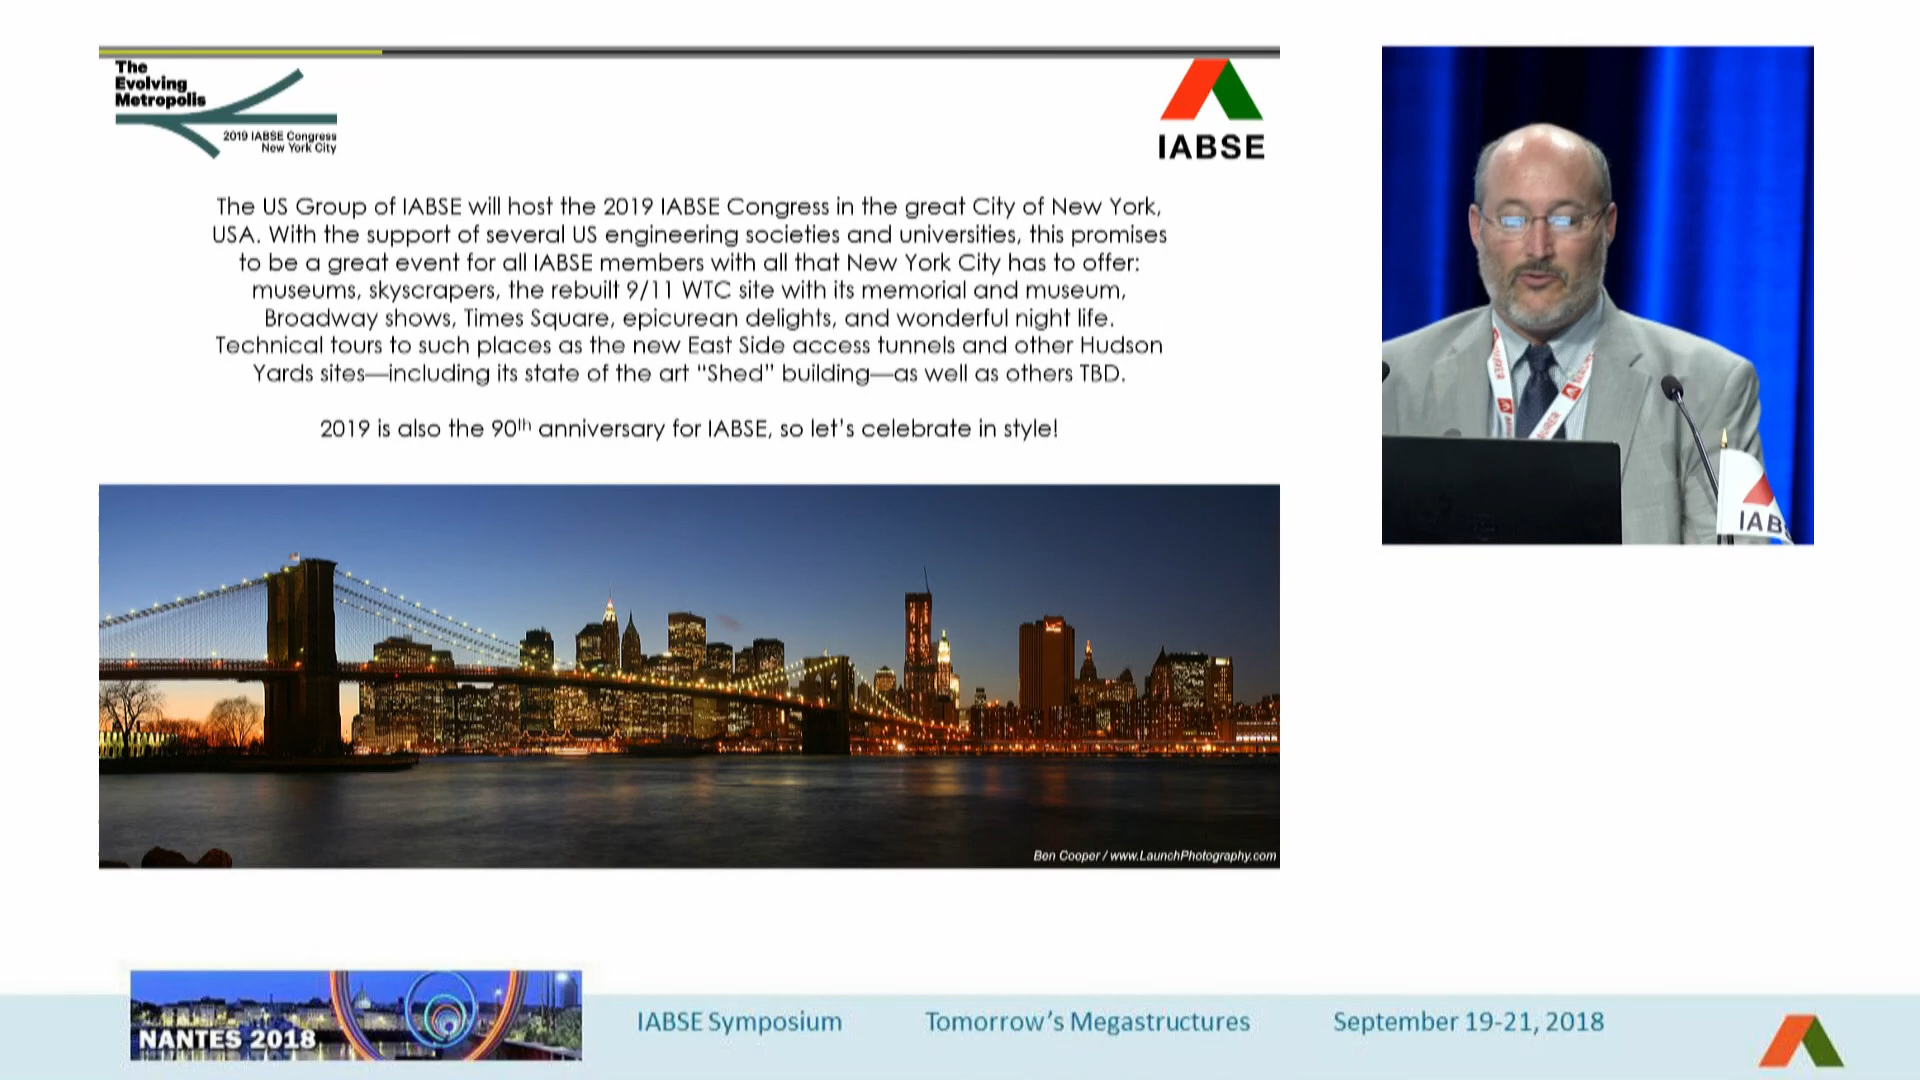 The
Evolving
Metropolis
2019 IABSE Congress
New York City
IABSE
The US Group of IABSE will host the 2019 IABSE Congress in the great City of New York,
USA. With the support of several US engineering societies and universities, this promises
to be a great event for all IABSE members with all that New York City has to offer:
museums, skyscrapers, the rebuilt 9/11 WTC site with its memorial and museum,
Broadway shows, Times Square, epicurean delights, and wonderful night life.
Technical tours to such places as the new East Side access tunnels and other Hudson
Yards sites—including its state of the art “Shed” building—as well as others TBD.
2019 is also the 90th anniversary for IABSE, so let’s celebrate in style!
Ben Cooper / www.LaunchPhotography.com
IAB
NANTES 2018
IABSE Symposium Tomorrow’s Megastructures September 19-21, 2018